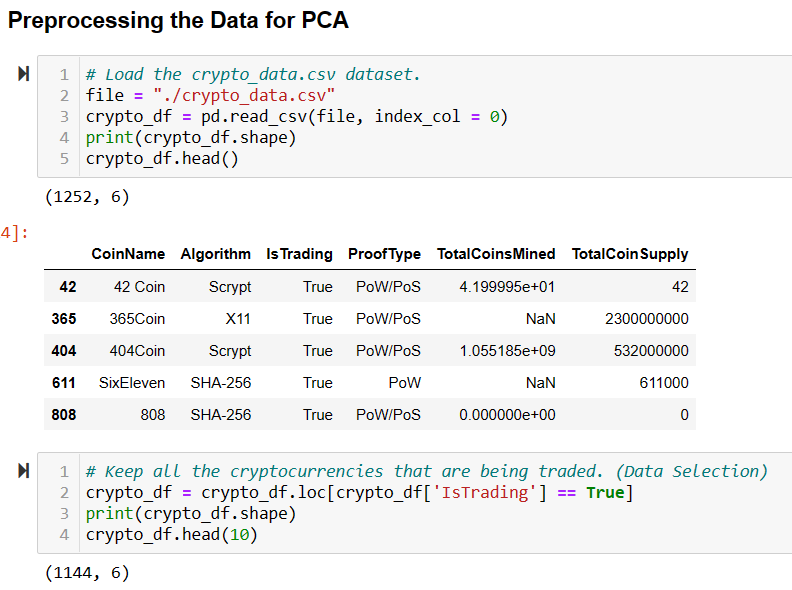 Preprocessing the Data for PCA
1 # Load the crypto_data.csv dataset.
2 file = "./crypto_data.csv"
3 crypto_df = pd.read_csv(file, index_col = 0)
4 print(crypto_df.shape)
5 crypto_df.head()
(1252, 6)
4]:
CoinName Algorithm IsTrading ProofType TotalCoinsMined TotalCoinSupply
42 42 Coin Scrypt True PoW/PoS 4.199995e+01 42
365 365Coin X11 True PoW/PoS NaN 2300000000
404 404Coin Scrypt True PoW/PoS 1.055185e+09 532000000
611 SixEleven SHA-256 True PoW NaN 611000
808 808 SHA-256 True PoW/PoS 0.000000e+00 0
1 # Keep all the cryptocurrencies that are being traded. (Data Selection)
2 crypto_df = crypto_df.loc[crypto_df['IsTrading'] == True]
3 print(crypto_df.shape)
4 crypto_df.head(10)
(1144, 6)